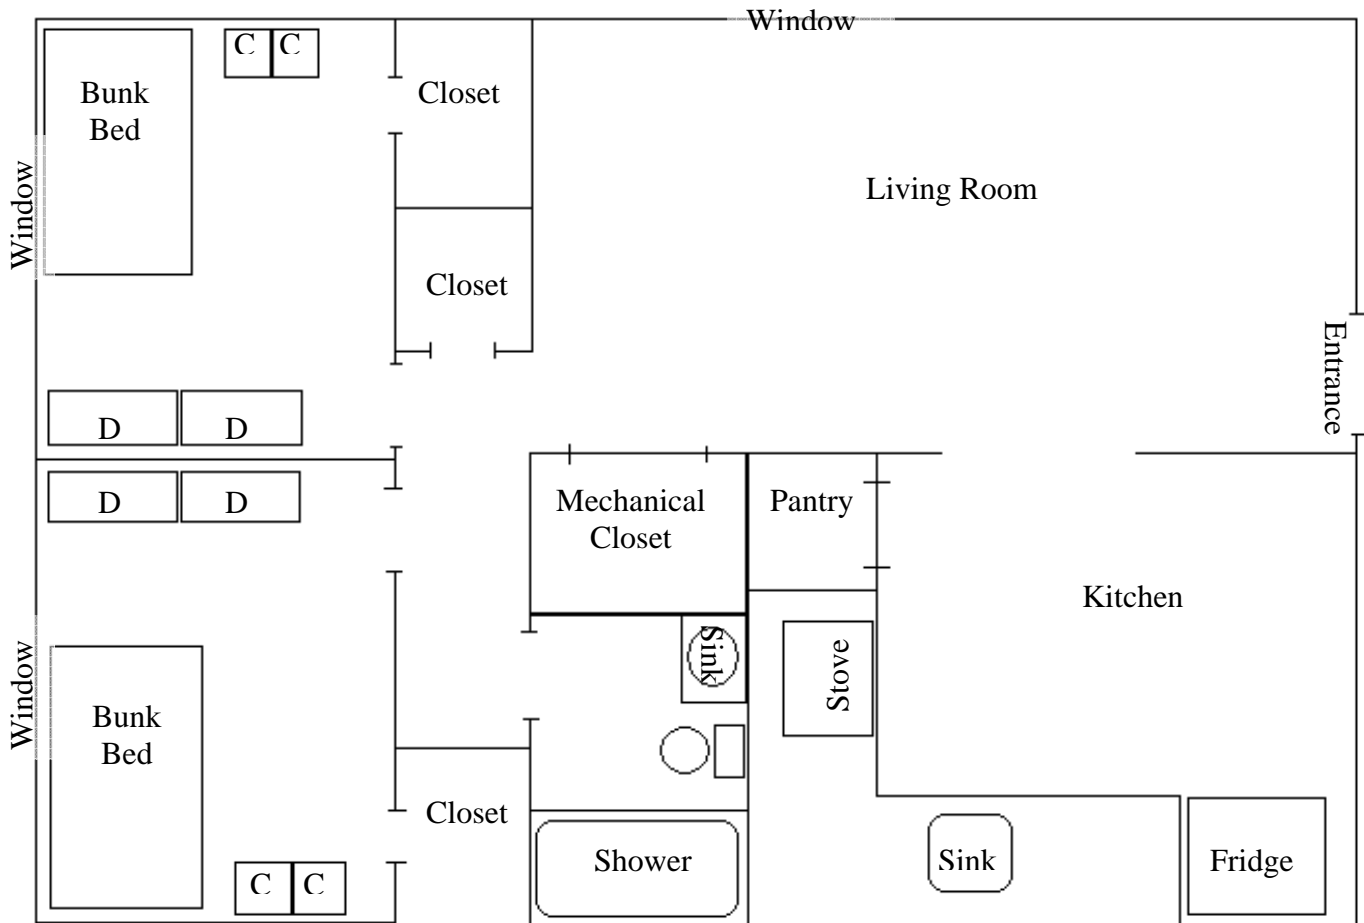 Window
C C
Bunk
Bed
Closet
Window
Living Room
Closet
Entrance
D D
D D
Mechanical
Closet
Pantry
Kitchen
Sink
Stove
Window
Bunk
Bed
Closet
Shower
Sink
Fridge
C C